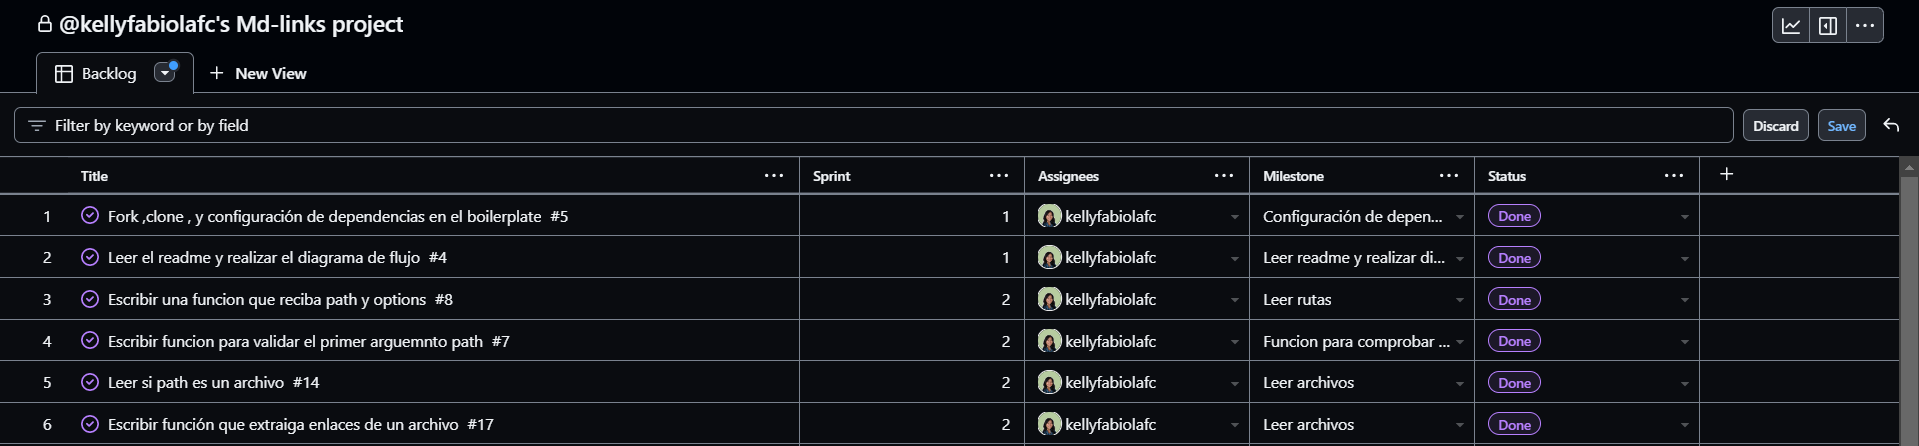 @kellyfabiolafc's Md-links project
Backlog
New View
Filter by keyword or by field
Discard
Save
Title Sprint Assignees Milestone Status
1 Fork ,clone , y configuración de dependencias en el boilerplate #5 1 kellyfabiolafc Configuración de depen... Done
2 Leer el readme y realizar el diagrama de flujo #4 1 kellyfabiolafc Leer readme y realizar di... Done
3 Escribir una funcion que reciba path y options #8 2 kellyfabiolafc Leer rutas Done
4 Escribir funcion para validar el primer arguemnto path #7 2 kellyfabiolafc Funcion para comprobar ... Done
5 Leer si path es un archivo #14 2 kellyfabiolafc Leer archivos Done
6 Escribir función que extraiga enlaces de un archivo #17 2 kellyfabiolafc Leer archivos Done